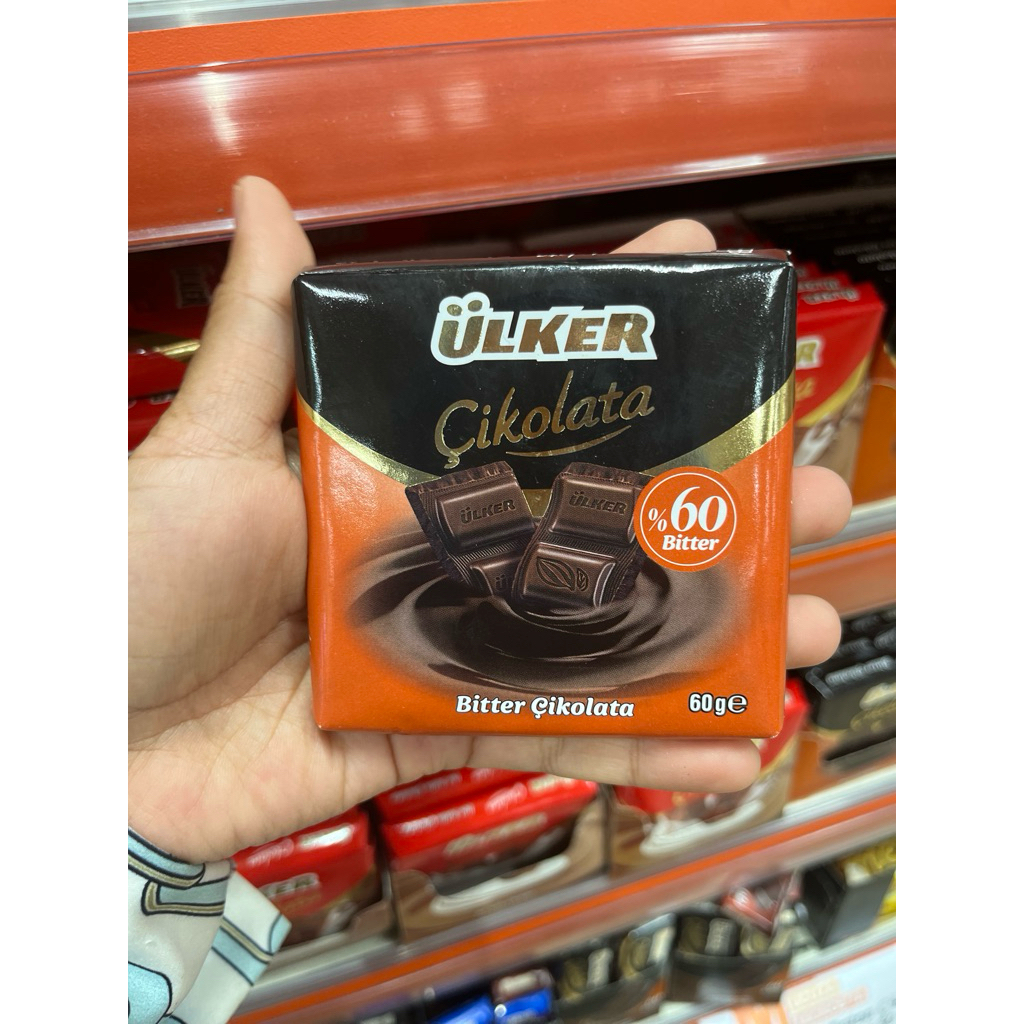 ÜLKER
Çikolata
ÜLKER
ÜLKER
%60
Bitter
Bitter Çikolata
60g℮